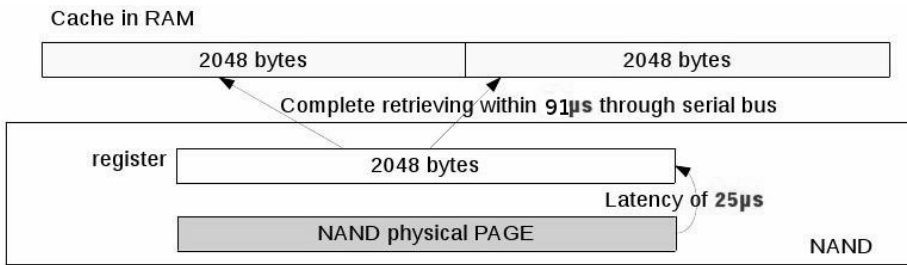 Cache in RAM
2048 bytes
2048 bytes
Complete retrieving within 91µs through serial bus
register
2048 bytes
Latency of 25µs
NAND physical PAGE
NAND